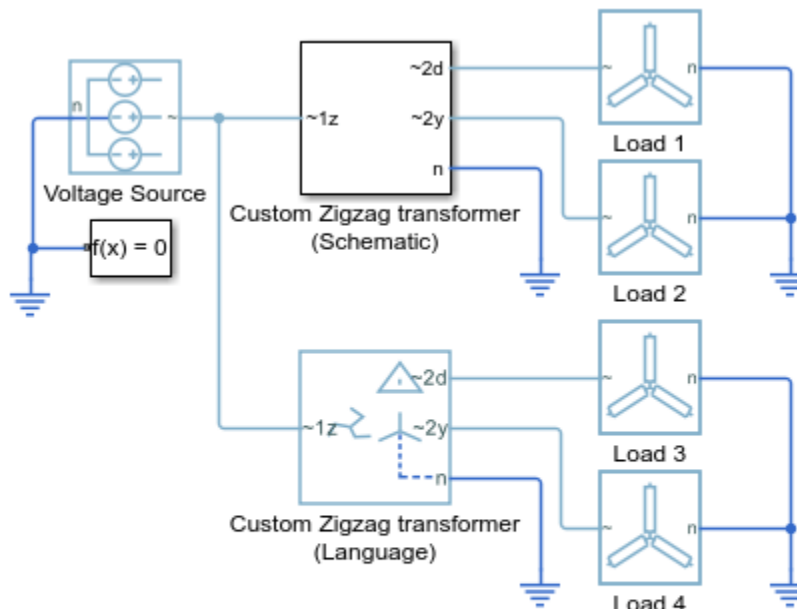 ~2d
~1z
~2y
n
~
n
Load 1
n
~
Voltage Source
Custom Zigzag transformer
(Schematic)
f(x) = 0
~
n
Load 2
~2d
~1z
~2y
n
~
n
Load 3
Custom Zigzag transformer
(Language)
~
n
Load 4